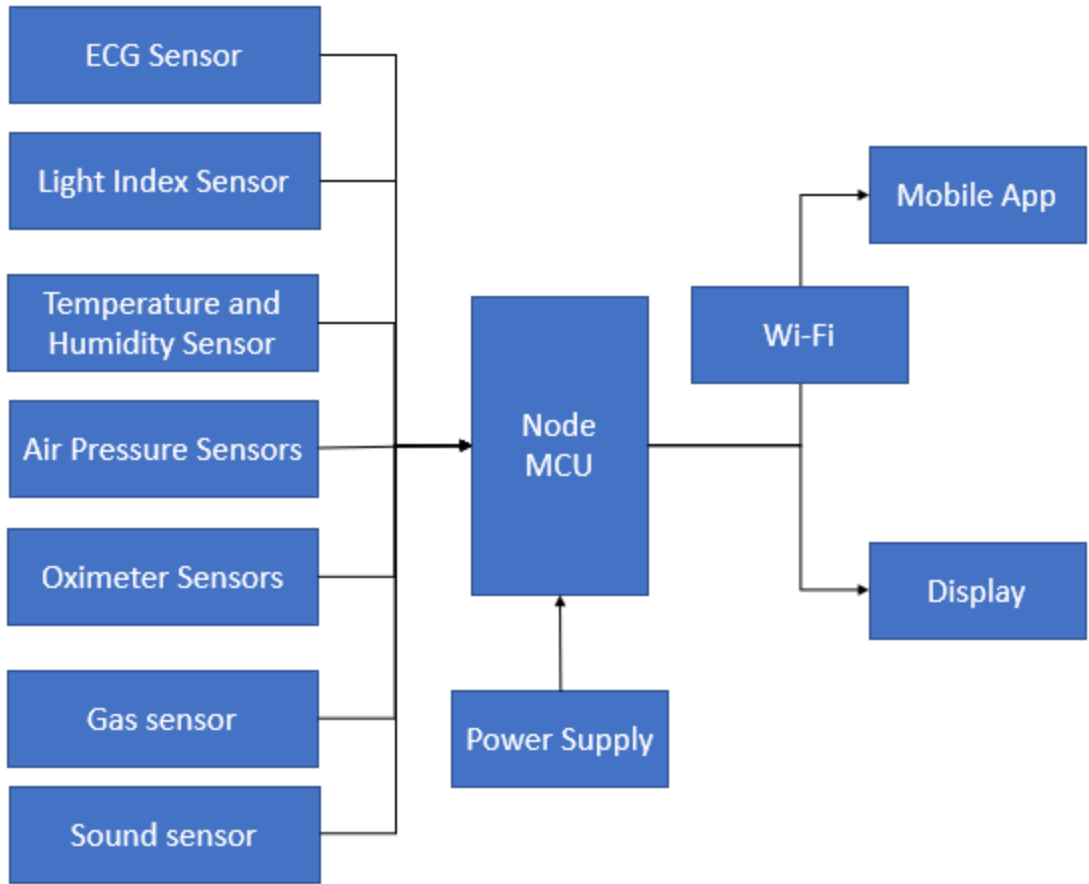 ECG Sensor
Light Index Sensor
Temperature and
Humidity Sensor
Air Pressure Sensors
Oximeter Sensors
Gas sensor
Sound sensor
Node
MCU
Power Supply
Wi-Fi
Mobile App
Display